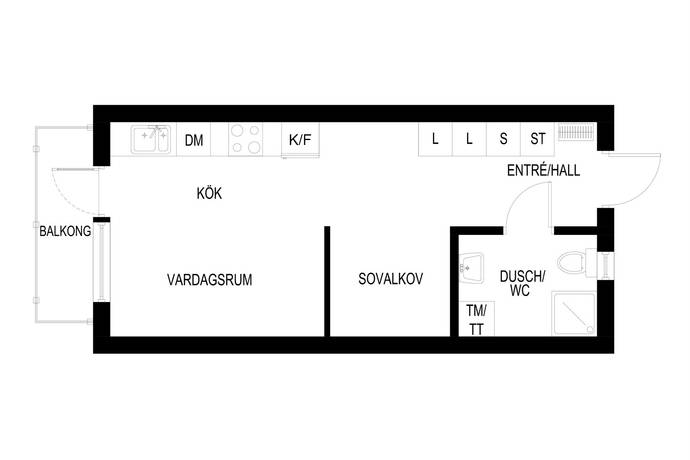 DM
K/F
L
L
S
ST
ENTRÉ/HALL
KÖK
BALKONG
VARDAGSRUM
SOVALKOV
DUSCH/
WC
TM/
TT